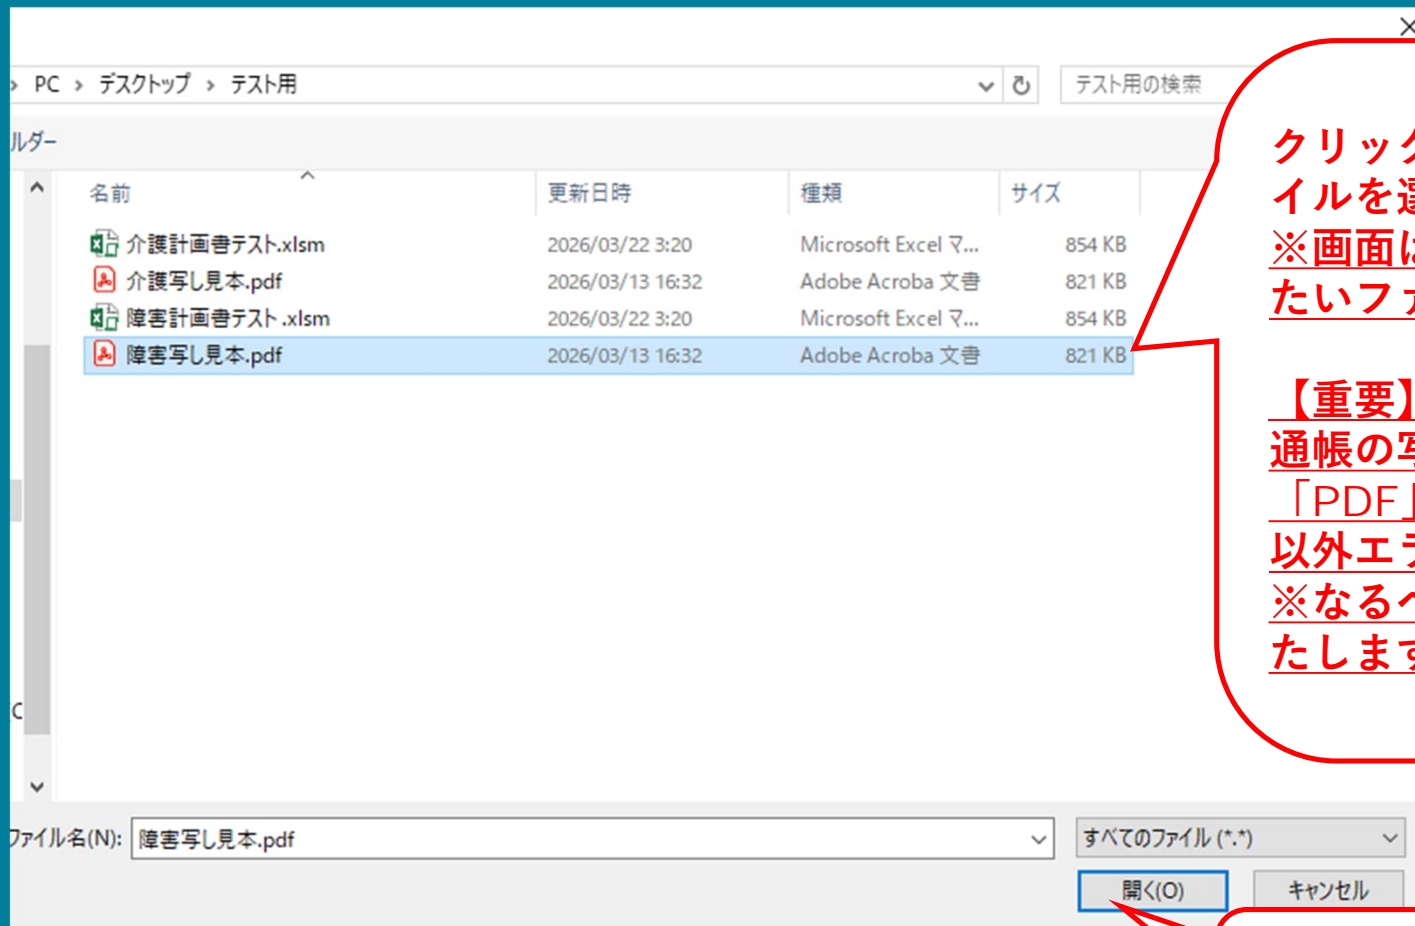 PC › デスクトップ › テスト用
テスト用の検索
ルダー
名前 更新日時 種類 サイズ
介護計画書テスト.xlsm 2026/03/22 3:20 Microsoft Excel マ... 854 KB
介護写し見本.pdf 2026/03/13 16:32 Adobe Acroba 文書 821 KB
障害計画書テスト .xlsm 2026/03/22 3:20 Microsoft Excel マ... 854 KB
障害写し見本.pdf 2026/03/13 16:32 Adobe Acroba 文書 821 KB
C
ファイル名(N): 障害写し見本.pdf すべてのファイル (*.*)
開く(O) キャンセル
クリック
イルを選
※画面は
たいファ
【重要】
通帳の写
「PDF」
以外エラ
※なるべ
たします